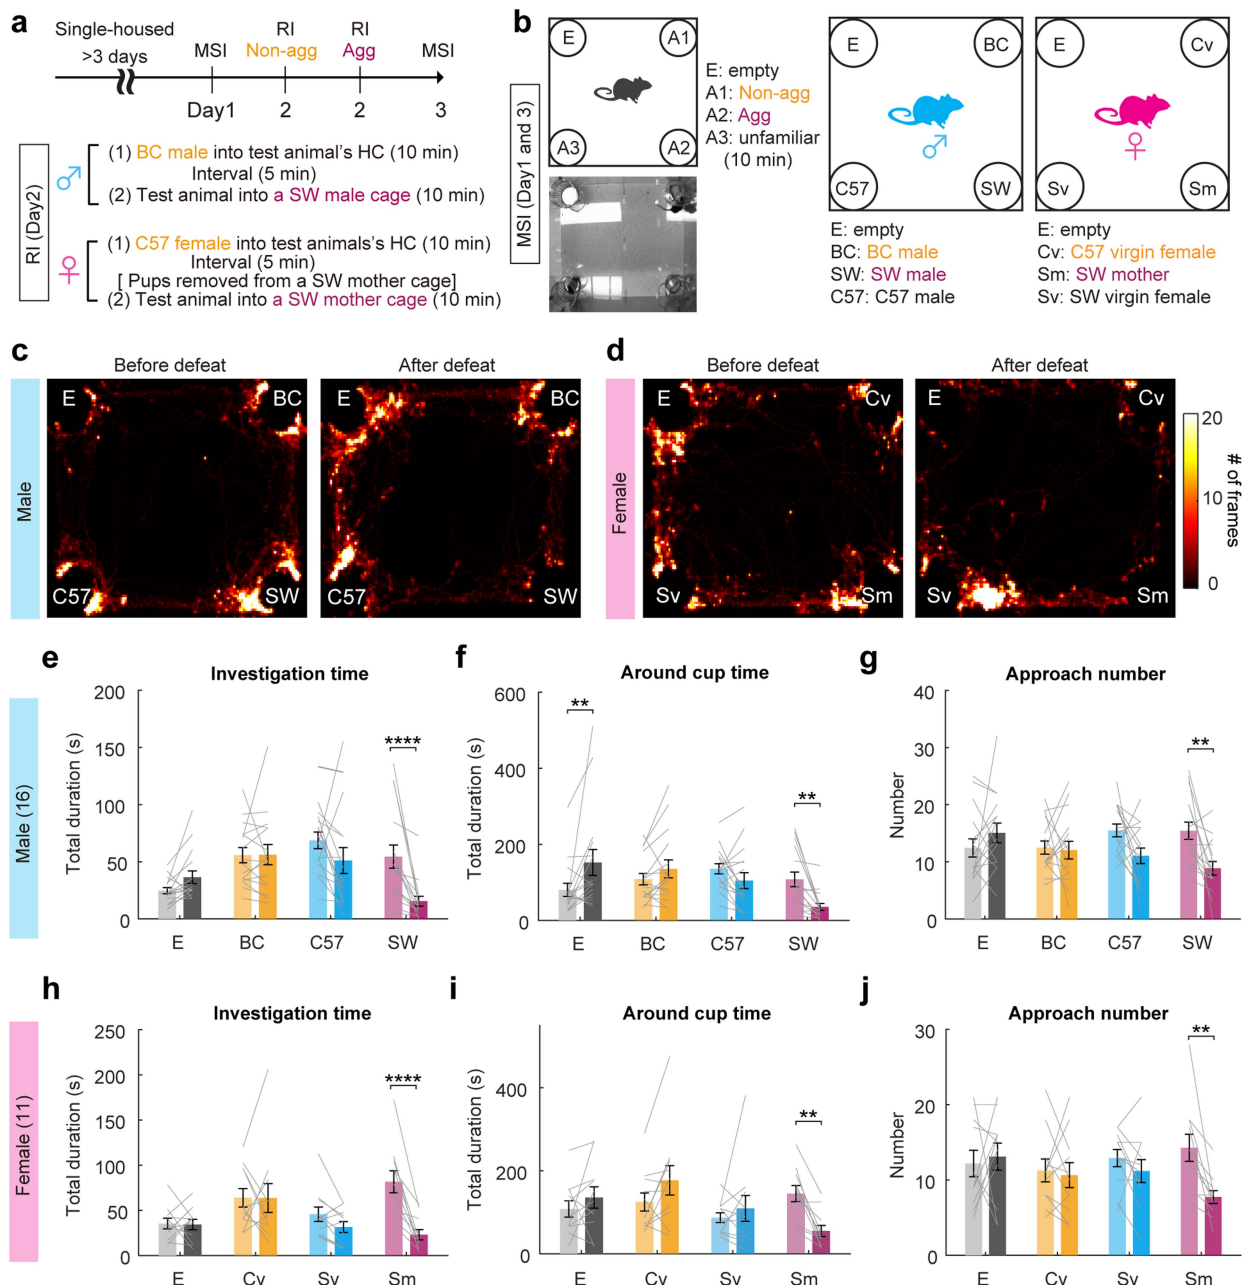 a
Single-housed
>3 days
MSI
RI
Non-agg
RI
Agg
MSI
Day1
2
2
3
RI (Day2)
(1) BC male into test animal's HC (10 min)
Interval (5 min)
(2) Test animal into a SW male cage (10 min)
(1) C57 female into test animals's HC (10 min)
Interval (5 min)
[ Pups removed from a SW mother cage]
(2) Test animal into a SW mother cage (10 min)
b
MSI (Day1 and 3)
E
A1
A3
A2
E: empty
A1: Non-agg
A2: Agg
A3: unfamiliar
(10 min)
E
BC
C57
SW
E: empty
BC: BC male
SW: SW male
C57: C57 male
E
Cv
Sv
Sm
E: empty
Cv: C57 virgin female
Sm: SW mother
Sv: SW virgin female
c
Male
Before defeat
E
BC
C57
SW
After defeat
E
BC
C57
SW
d
Female
Before defeat
E
Cv
Sv
Sm
After defeat
E
Cv
Sv
Sm
20
10
0
# of frames
Male (16)
e
Investigation time
Total duration (s)
200
150
100
50
0
****
E
BC
C57
SW
f
Around cup time
Total duration (s)
600
400
200
0
**
**
E
BC
C57
SW
g
Approach number
Number
40
30
20
10
0
**
E
BC
C57
SW
Female (11)
h
Investigation time
Total duration (s)
250
200
150
100
50
0
****
E
Cv
Sv
Sm
i
Around cup time
Total duration (s)
400
200
0
**
E
Cv
Sv
Sm
j
Approach number
Number
30
20
10
0
**
E
Cv
Sv
Sm